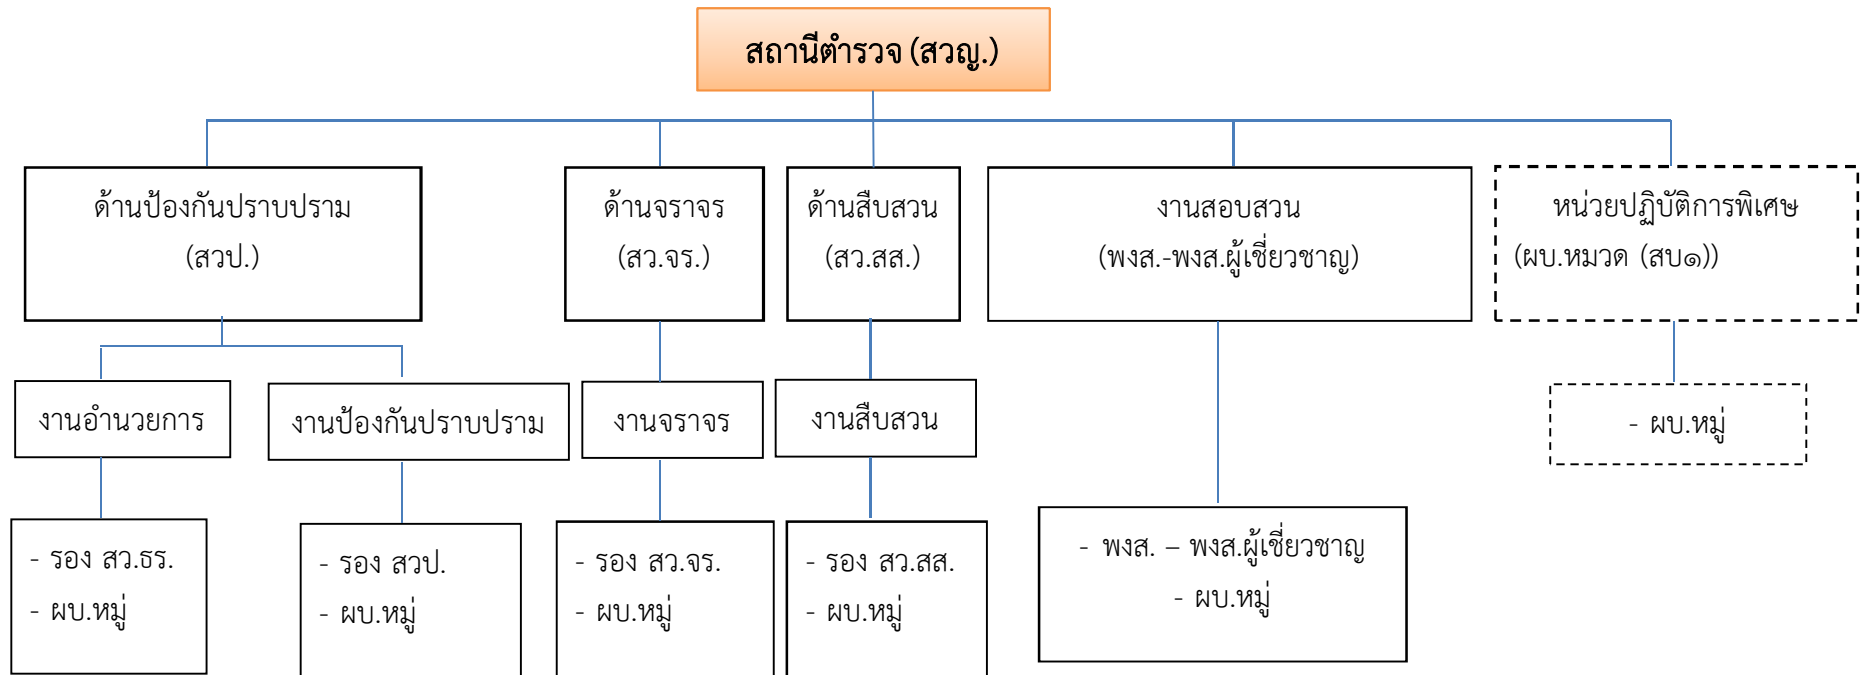 สถานีตำรวจ (สวญ.)
ด้านป้องกันปราบปราม
(สวป.)
ด้านจราจร
(สว.จร.)
ด้านสืบสวน
(สว.สส.)
งานสอบสวน
(พงส.-พงส.ผู้เชี่ยวชาญ)
หน่วยปฏิบัติการพิเศษ
(ผบ.หมวด (สบ๑))
งานอำนวยการ
งานป้องกันปราบปราม
งานจราจร
งานสืบสวน
- ผบ.หมู่
- รอง สว.ธร.
- ผบ.หมู่
- รอง สวป.
- ผบ.หมู่
- รอง สว.จร.
- ผบ.หมู่
- รอง สว.สส.
- ผบ.หมู่
- พงส. – พงส.ผู้เชี่ยวชาญ
- ผบ.หมู่